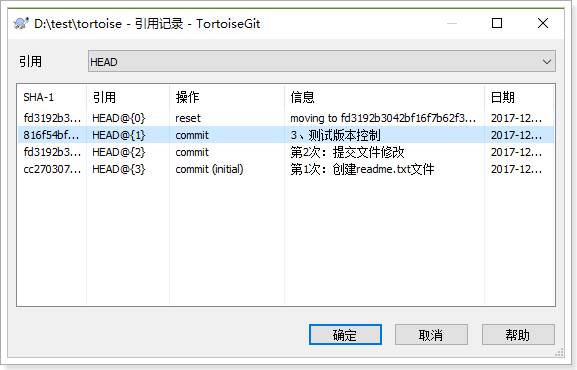 D:\test\tortoise - 引用记录 - TortoiseGit
引用 HEAD
SHA-1 引用 操作 信息 日期
fd3192b3... HEAD@{0} reset moving to fd3192b3042bf16f7b62f3... 2017-12...
816f54bf... HEAD@{1} commit 3、测试版本控制 2017-12...
fd3192b3... HEAD@{2} commit 第2次：提交文件修改 2017-12...
cc270307... HEAD@{3} commit (initial) 第1次：创建readme.txt文件 2017-12...
确定 取消 帮助